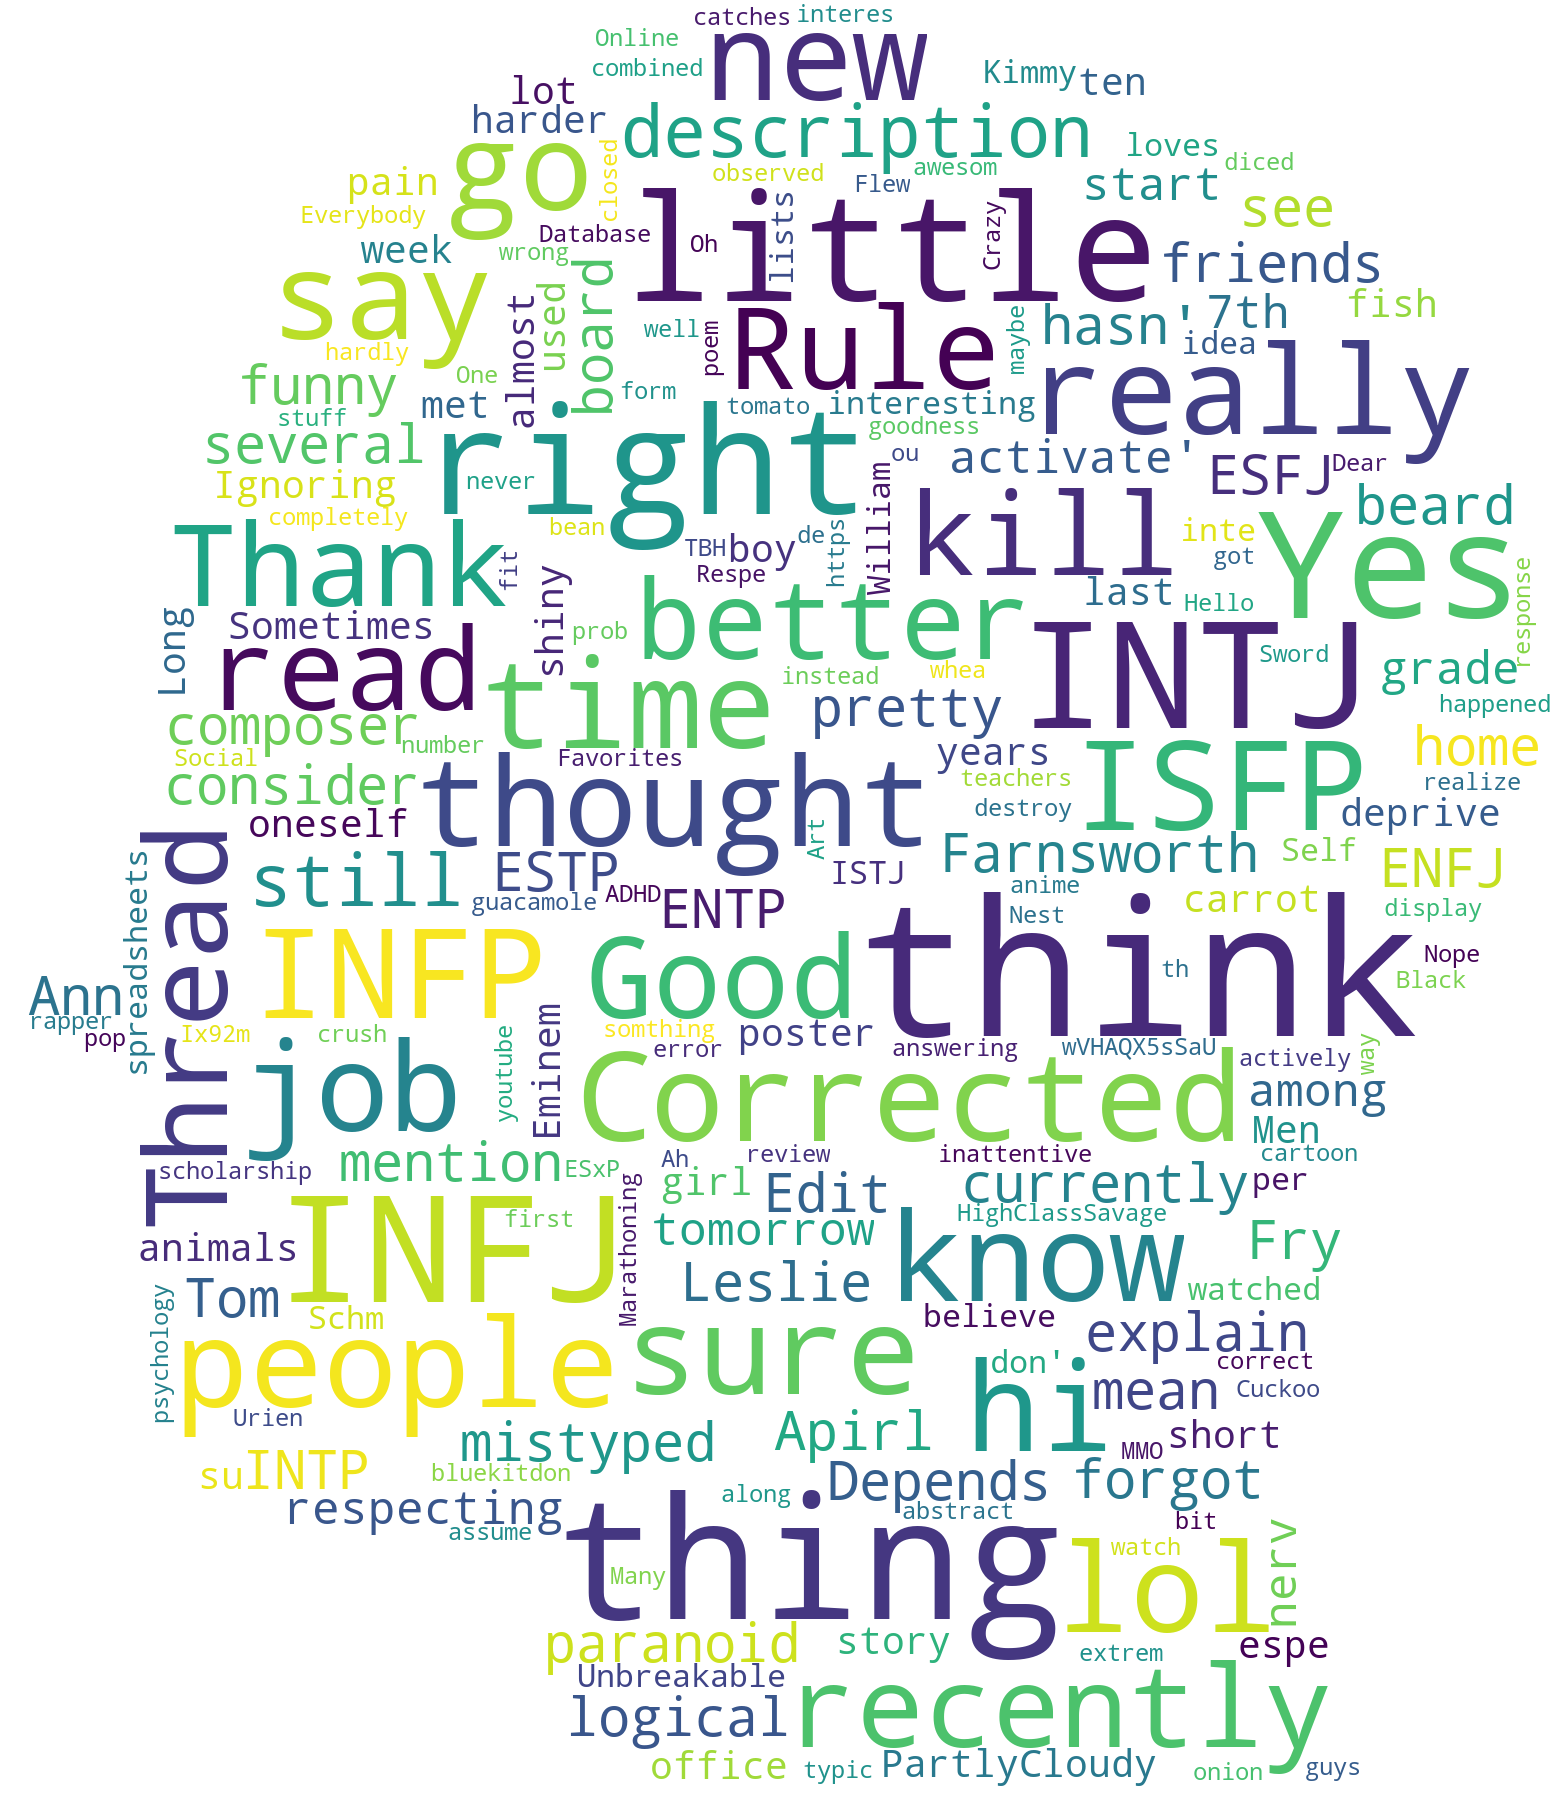 catches interes
Online new
combined Kimmy ten
lot
harder description loves
go closed observed Flew awesom start diced
pain little see
Everybody Database Oh lists Crazy
week wrong friends
say board used almost Rule hasn' 7th fish
hardly well poem maybe idea
funny One form really
stuff met tomato interesting
several right goodness
never ou activate' ESFJ Dear
Ignoring William kill beard
completely bean de inte Yes
Thank fit TBH boy https got
Respe last Hello response
Long Sometimes shiny prob better INTJ Sword
read time instead whea grade
composer number pretty happened
Social Favorites years home
consider thought teachers ISFP realize
oneself Art destroy deprive
Thread spreadsheets still ESTP ISTJ Farnsworth Self ENFJ
guacamole ADHD ENTP anime carrot display
Nest think
INFP Good th Nope
Ann Black
rapper Ix92m crush youtube Eminem somthing poster
pop error answering wVHAQX5sSaU actively way
job Corrected among
Men
scholarship mention ESxP Ah review inattentive cartoon
girl Edit currently per
INFJ first Marathoning tomorrow HighClassSavage
animals know Fry
Tom Leslie watched
Schm believe explain
psychology people sure don' correct
hi mean Cuckoo
Urien Apirl short
mistyped MMO
su INTP bluekitdon Depends forgot
respecting along abstract bit
assume thing lol nerv
Many watch
paranoid story espe
Unbreakable extrem
logical recently
office typic PartlyCloudy onion guys